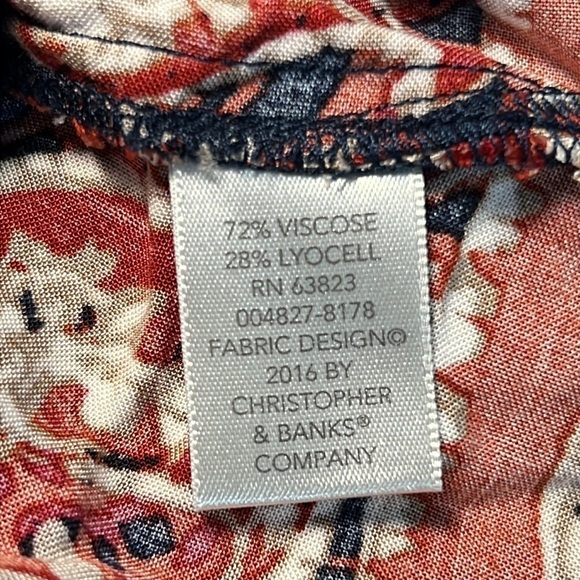 72% VISCOSE
28% LYOCELL
RN 63823
004827-8178
FABRIC DESIGN©
2016 BY
CHRISTOPHER
& BANKS®
COMPANY